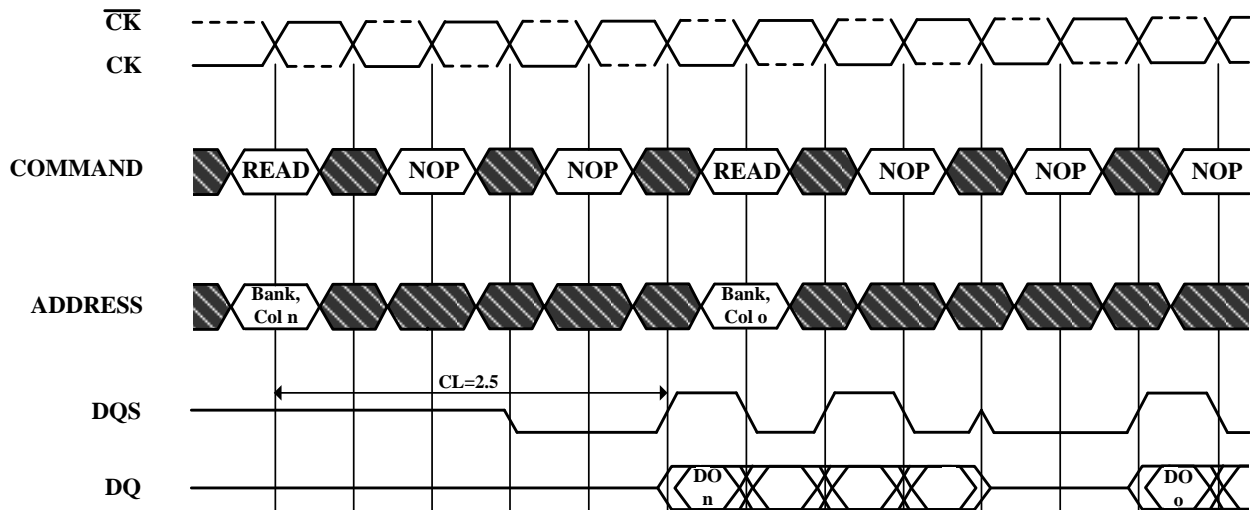 CK
CK
COMMAND
READ
NOP
NOP
READ
NOP
NOP
NOP
ADDRESS
Bank,
Col n
Bank,
Col o
CL=2.5
DQS
DQ
DO
n
DO
o